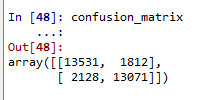 In [48]: confusion_matrix
    ...:
Out[48]:
array([[13531,  1812],
       [ 2128, 13071]])